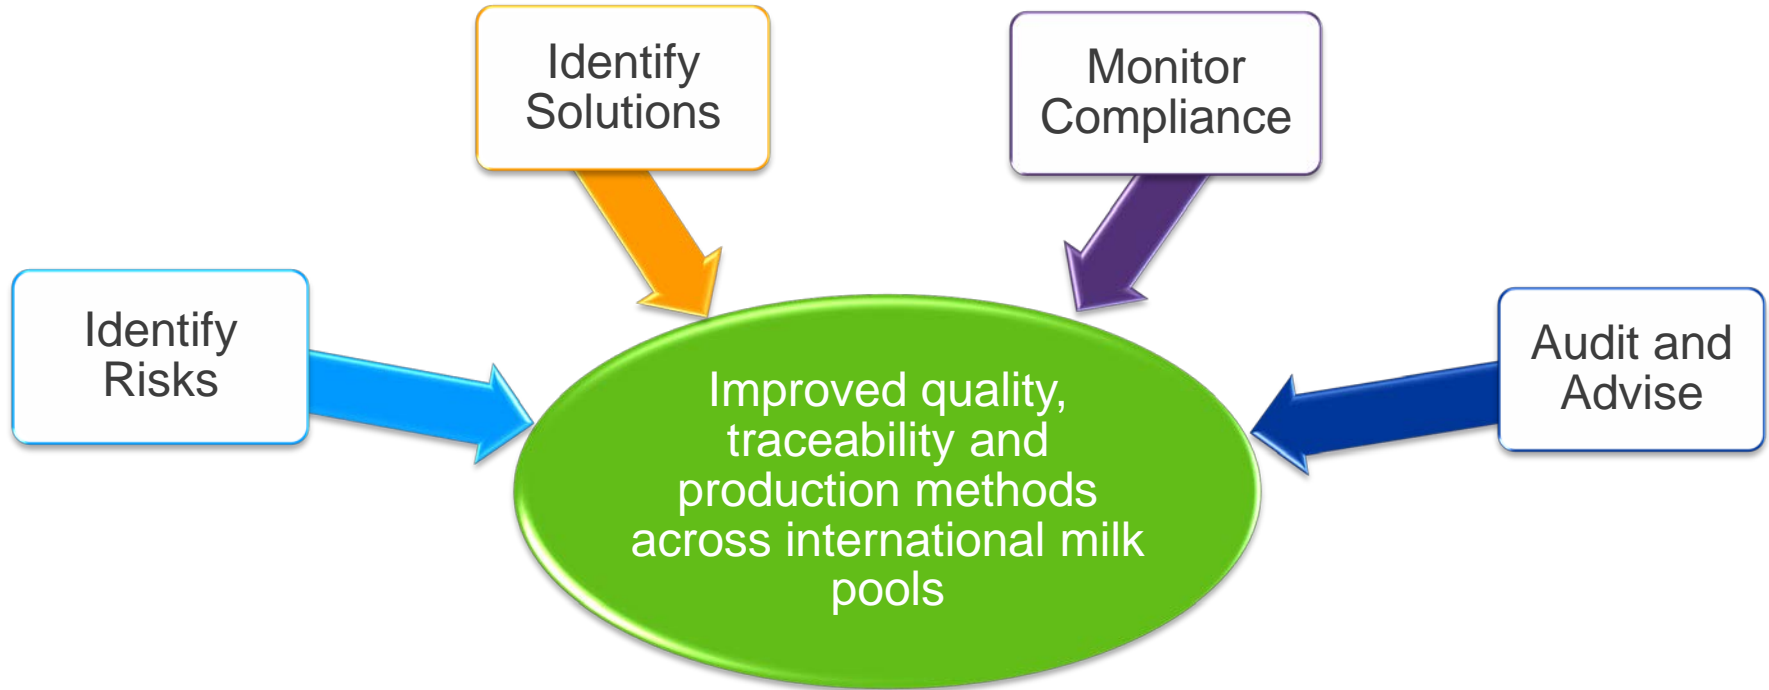 Identify
Solutions
Monitor
Compliance
Identify
Risks
Audit and
Advise
Improved quality,
traceability and
production methods
across international milk
pools